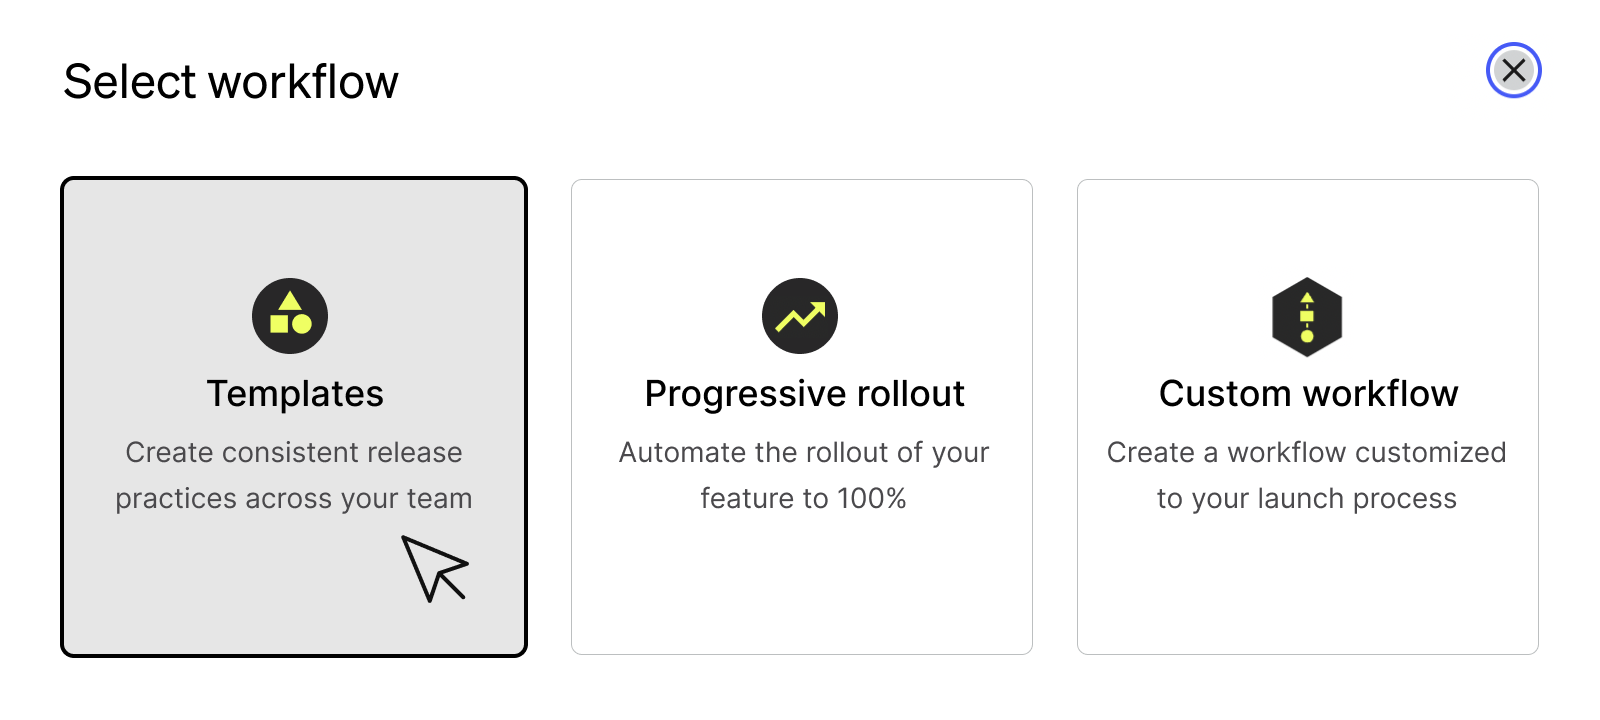 Select workflow
Templates
Create consistent release
practices across your team
Progressive rollout
Automate the rollout of your
feature to 100%
Custom workflow
Create a workflow customized
to your launch process